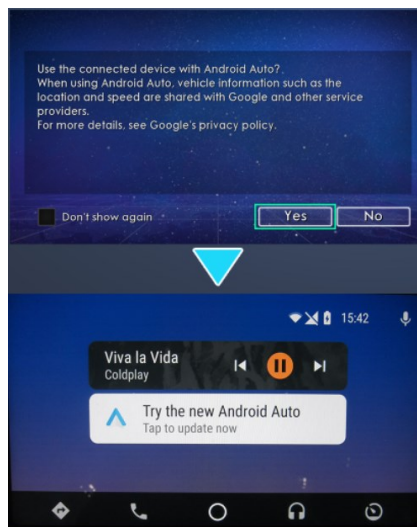 Use the connected device with Android Auto?
When using Android Auto, vehicle information such as the
location and speed are shared with Google and other service
providers.
For more details, see Google's privacy policy.
Don't show again
Yes
No
15:42
Viva la Vida
Coldplay
Try the new Android Auto
Tap to update now